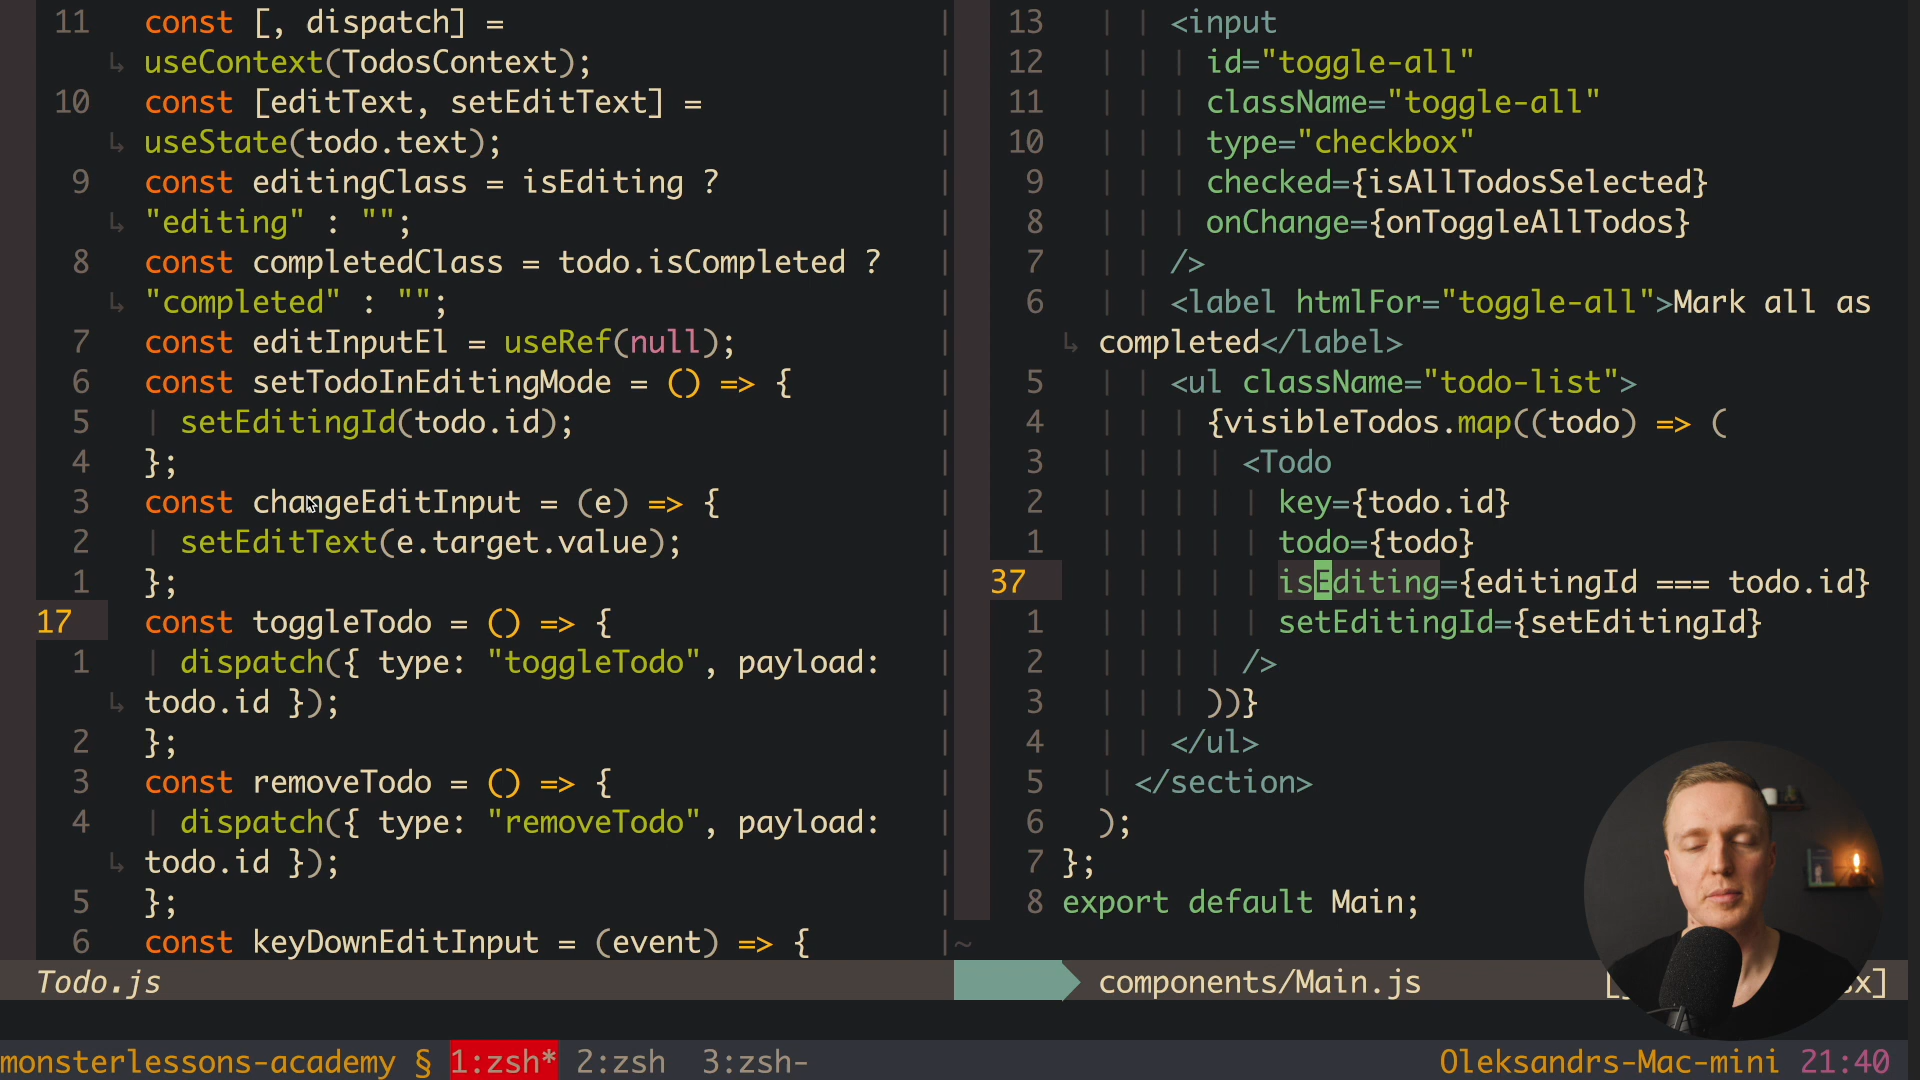 11 const [, dispatch] =
↳ useContext(TodosContext);
10 const [editText, setEditText] =
↳ useState(todo.text);
9 const editingClass = isEditing ?
↳ "editing" : "";
8 const completedClass = todo.isCompleted ?
↳ "completed" : "";
7 const editInputEl = useRef(null);
6 const setTodoInEditingMode = () => {
5 setEditingId(todo.id);
4 };
3 const changeEditInput = (e) => {
2 setEditText(e.target.value);
1 };
17 const toggleTodo = () => {
1 dispatch({ type: "toggleTodo", payload:
↳ todo.id });
2 };
3 const removeTodo = () => {
4 dispatch({ type: "removeTodo", payload:
↳ todo.id });
5 };
6 const keyDownEditInput = (event) => {
Todo.js
13 <input
12 id="toggle-all"
11 className="toggle-all"
10 type="checkbox"
9 checked={isAllTodosSelected}
8 onChange={onToggleAllTodos}
7 />
6 <label htmlFor="toggle-all">Mark all as
↳ completed</label>
5 <ul className="todo-list">
4 {visibleTodos.map((todo) => (
3 <Todo
2 key={todo.id}
1 todo={todo}
37 isEditing={editingId === todo.id}
1 setEditingId={setEditingId}
2 />
3 ))}
4 </ul>
5 </section>
6 );
7 };
8 export default Main;
~
components/Main.js
monsterlessons-academy § 1:zsh* 2:zsh 3:zsh-
Oleksandrs-Mac-mini 21:40